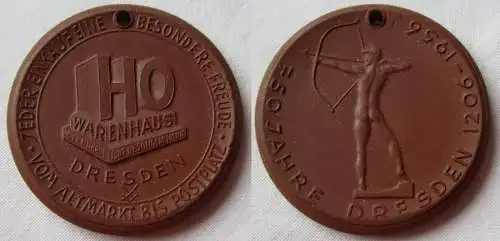 JEDER EINKAUF EINE BESONDERE FREUDE
HO
WARENHAUS
DRESDEN
· VOM ALTMARKT BIS POSTPLATZ ·
750 JAHRE DRESDEN 1206-1956